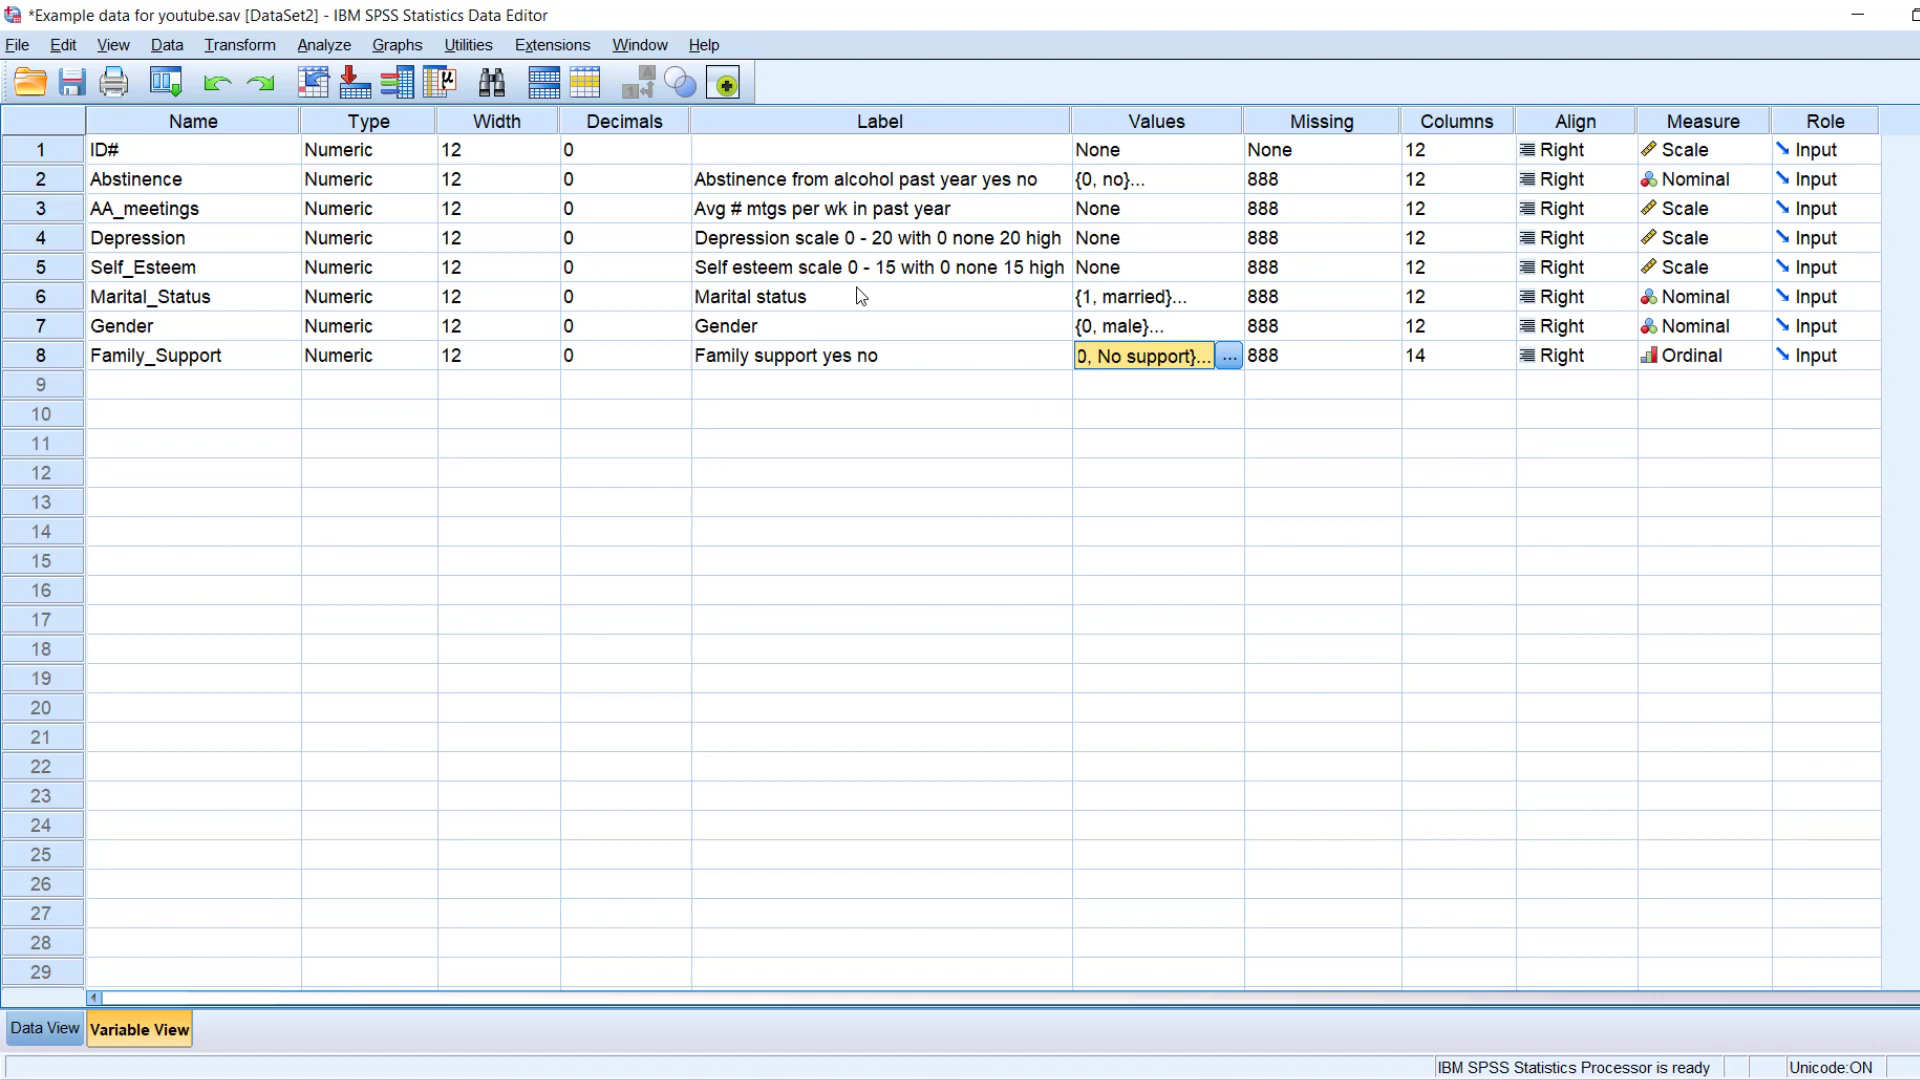 *Example data for youtube.sav [DataSet2] - IBM SPSS Statistics Data Editor
File Edit View Data Transform Analyze Graphs Utilities Extensions Window Help
Name Type Width Decimals Label Values Missing Columns Align Measure Role
1 ID# Numeric 12 0 None None 12 Right Scale Input
2 Abstinence Numeric 12 0 Abstinence from alcohol past year yes no {0, no}... 888 12 Right Nominal Input
3 AA_meetings Numeric 12 0 Avg # mtgs per wk in past year None 888 12 Right Scale Input
4 Depression Numeric 12 0 Depression scale 0 - 20 with 0 none 20 high None 888 12 Right Scale Input
5 Self_Esteem Numeric 12 0 Self esteem scale 0 - 15 with 0 none 15 high None 888 12 Right Scale Input
6 Marital_Status Numeric 12 0 Marital status {1, married}... 888 12 Right Nominal Input
7 Gender Numeric 12 0 Gender {0, male}... 888 12 Right Nominal Input
8 Family_Support Numeric 12 0 Family support yes no 0, No support}... ... 888 14 Right Ordinal Input
9
10
11
12
13
14
15
16
17
18
19
20
21
22
23
24
25
26
27
28
29
Data View Variable View
IBM SPSS Statistics Processor is ready Unicode:ON